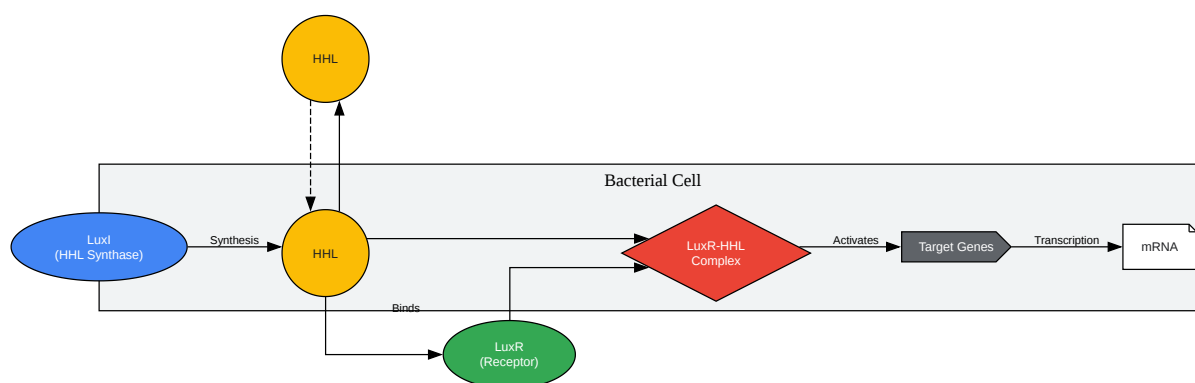 HHL
Bacterial Cell
LuxI
(HHL Synthase)
Synthesis
HHL
LuxR-HHL
Complex
Activates
Target Genes
Transcription
mRNA
Binds
LuxR
(Receptor)